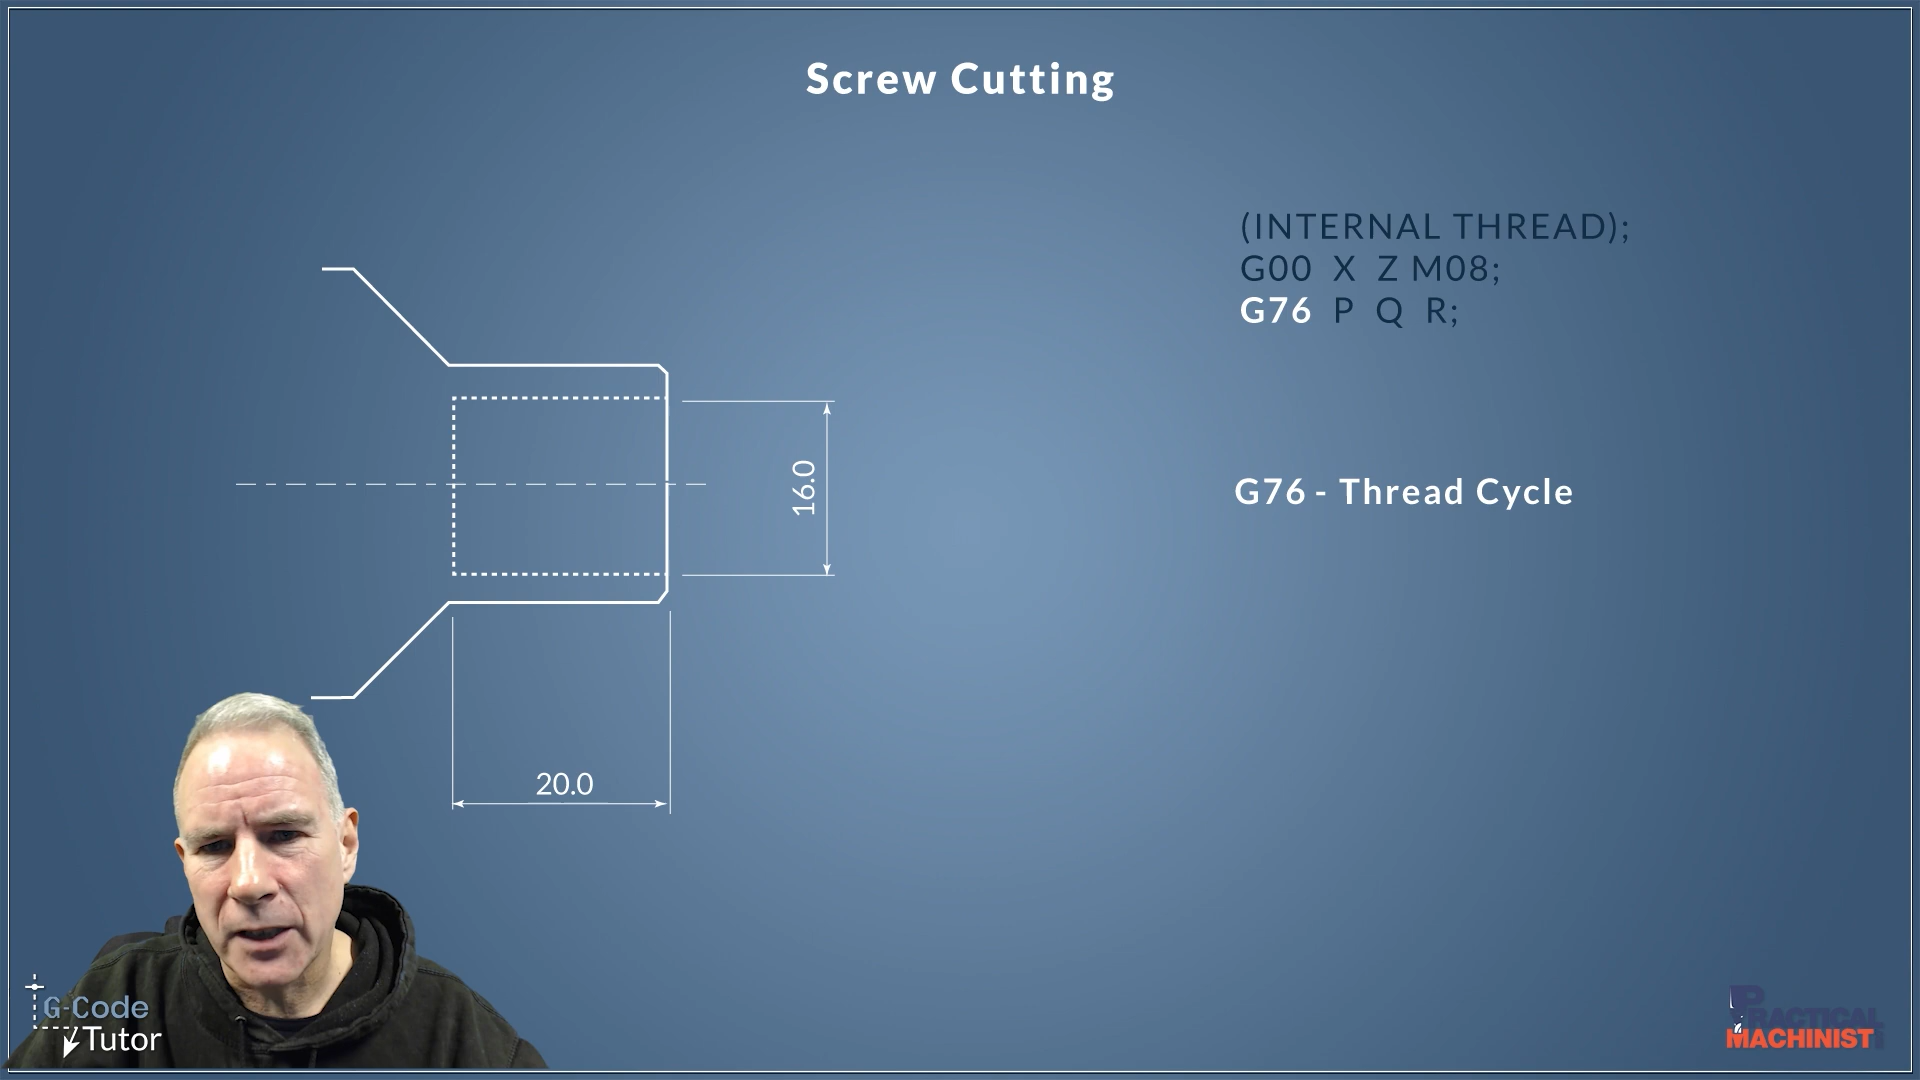 Screw Cutting
(INTERNAL THREAD);
G00 X Z M08;
G76 P Q R;
16.0
G76 - Thread Cycle
20.0
G-Code
Tutor
PRACTICAL
MACHINIST